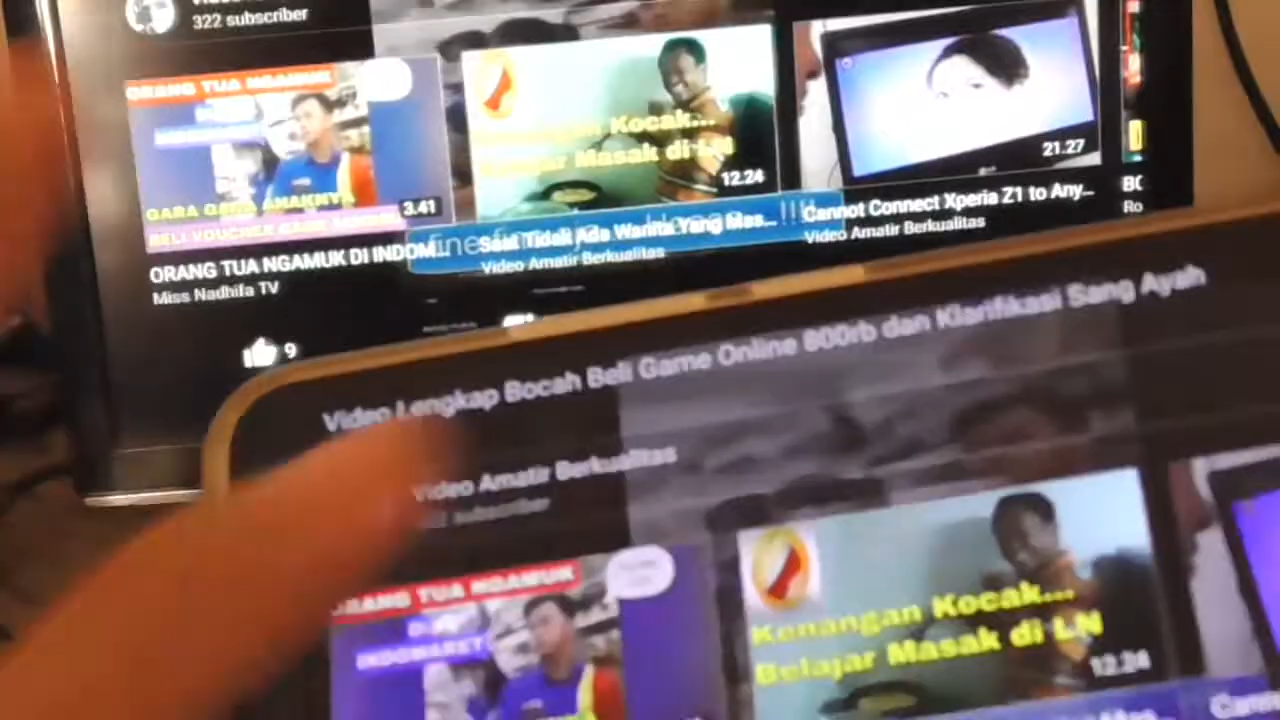 322 subscriber
ORANG TUA NGAMUK
GARA GARA ANAKNYA
BELI VOUCHER GAME
3.41
ORANG TUA NGAMUK DI INDOM...
Miss Nadhifa TV
Kenangan Kocak...
Belajar Masak di LN
12.24
Saat Tidak Ada Wanita Yang Mas...
Video Amatir Berkualitas
21.27
Cannot Connect Xperia Z1 to Any...
Video Amatir Berkualitas
BC
Ro
9
Video Lengkap Bocah Beli Game Online 800rb dan Klarifikasi Sang Ayah
Video Amatir Berkualitas
subscriber
ORANG TUA NGAMUK
INDOMARET
Kenangan Kocak...
Belajar Masak di LN
12.24